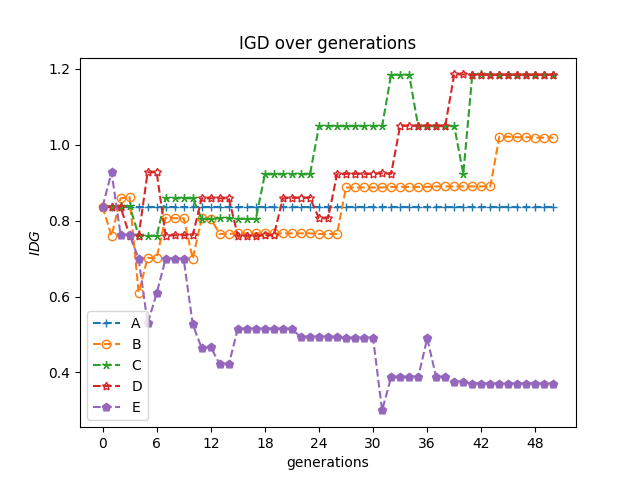 IGD over generations
1.2
1.0
0.8
0.6
0.4
IDG
A
B
C
D
E
0 6 12 18 24 30 36 42 48
generations